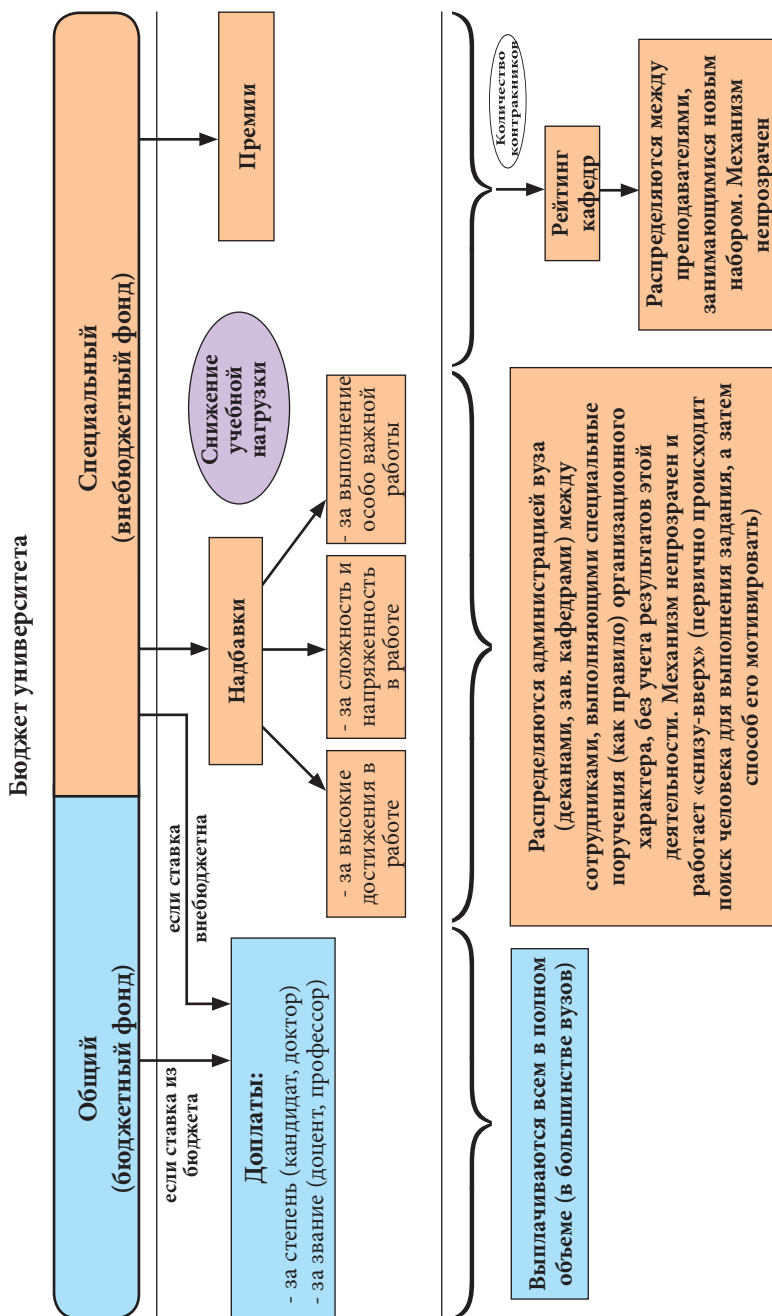 Бюджет университета
Общий
(бюджетный фонд)
Специальный
(внебюджетный фонд)
если ставка из
бюджета
если ставка
внебюджетна
Доплаты:
- за степень (кандидат, доктор)
- за звание (доцент, профессор)
Надбавки
Снижение
учебной
нагрузки
Премии
- за высокие
достижения в
работе
- за сложность и
напряженность
в работе
- за выполнение
особо важной
работы
Выплачиваются всем в полном
объеме (в большинстве вузов)
Распределяются администрацией вуза
(деканами, зав. кафедрами) между
сотрудниками, выполняющими специальные
поручения (как правило) организационного
характера, без учета результатов этой
деятельности. Механизм непрозрачен и
работает «снизу-вверх» (первично происходит
поиск человека для выполнения задания, а затем
способ его мотивировать)
Количество
контракников
Рейтинг
кафедр
Распределяются между
преподавателями,
занимающимися новым
набором. Механизм
непрозрачен